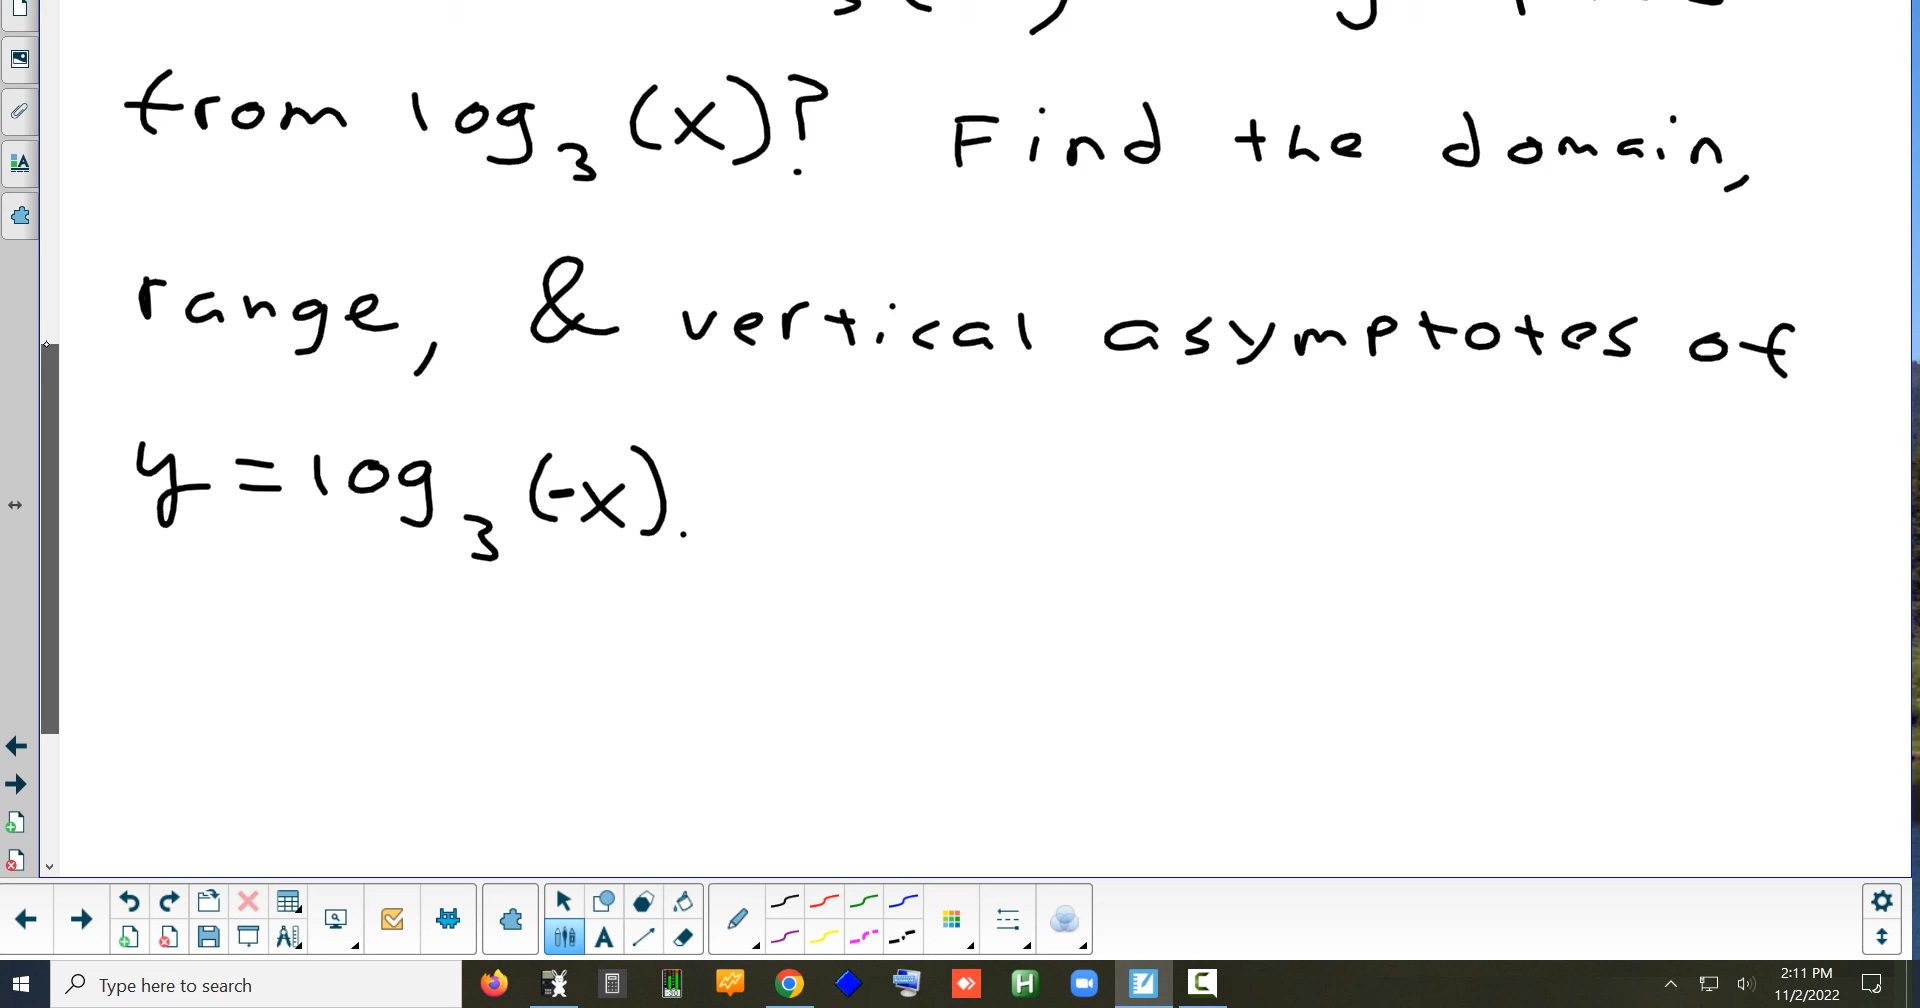 from log₃ (x)? Find the domain,
range, & vertical asymptotes of
y = log₃ (-x).
Type here to search
2:11 PM
11/2/2022